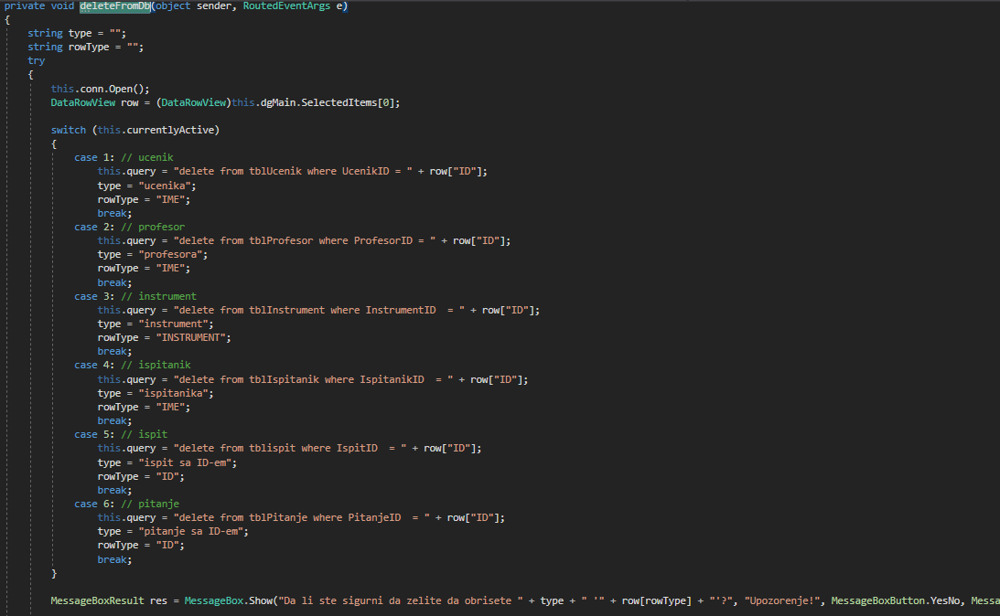 private void deleteFromDb(object sender, RoutedEventArgs e)
{
    string type = "";
    string rowType = "";
    try
    {
        this.conn.Open();
        DataRowView row = (DataRowView)this.dgMain.SelectedItems[0];

        switch (this.currentlyActive)
        {
            case 1: // ucenik
                this.query = "delete from tblUcenik where UcenikID = " + row["ID"];
                type = "ucenika";
                rowType = "IME";
                break;
            case 2: // profesor
                this.query = "delete from tblProfesor where ProfesorID = " + row["ID"];
                type = "profesora";
                rowType = "IME";
                break;
            case 3: // instrument
                this.query = "delete from tblInstrument where InstrumentID  = " + row["ID"];
                type = "instrument";
                rowType = "INSTRUMENT";
                break;
            case 4: // ispitanik
                this.query = "delete from tblIspitanik where IspitanikID  = " + row["ID"];
                type = "ispitanika";
                rowType = "IME";
                break;
            case 5: // ispit
                this.query = "delete from tblispit where IspitID  = " + row["ID"];
                type = "ispit sa ID-em";
                rowType = "ID";
                break;
            case 6: // pitanje
                this.query = "delete from tblPitanje where PitanjeID  = " + row["ID"];
                type = "pitanje sa ID-em";
                rowType = "ID";
                break;
        }

        MessageBoxResult res = MessageBox.Show("Da li ste sigurni da zelite da obrisete " + type + " '" + row[rowType] + "'?", "Upozorenje!", MessageBoxButton.YesNo, Messa